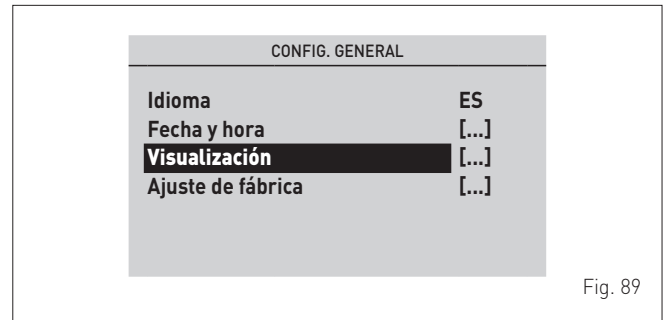 CONFIG. GENERAL
Idioma ES
Fecha y hora [...]
Visualización [...]
Ajuste de fábrica [...]
Fig. 89